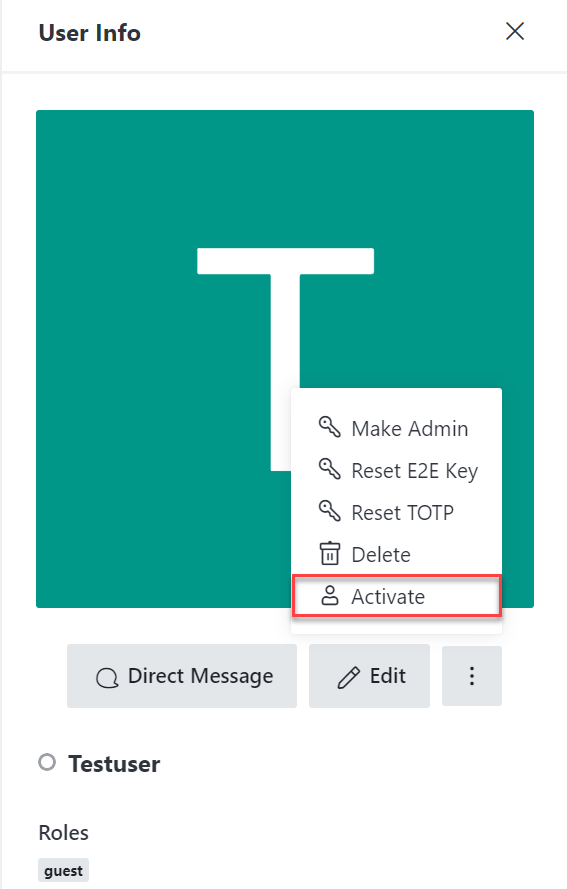 User Info
T
Make Admin
Reset E2E Key
Reset TOTP
Delete
Activate
Direct Message
Edit
Testuser
Roles
guest